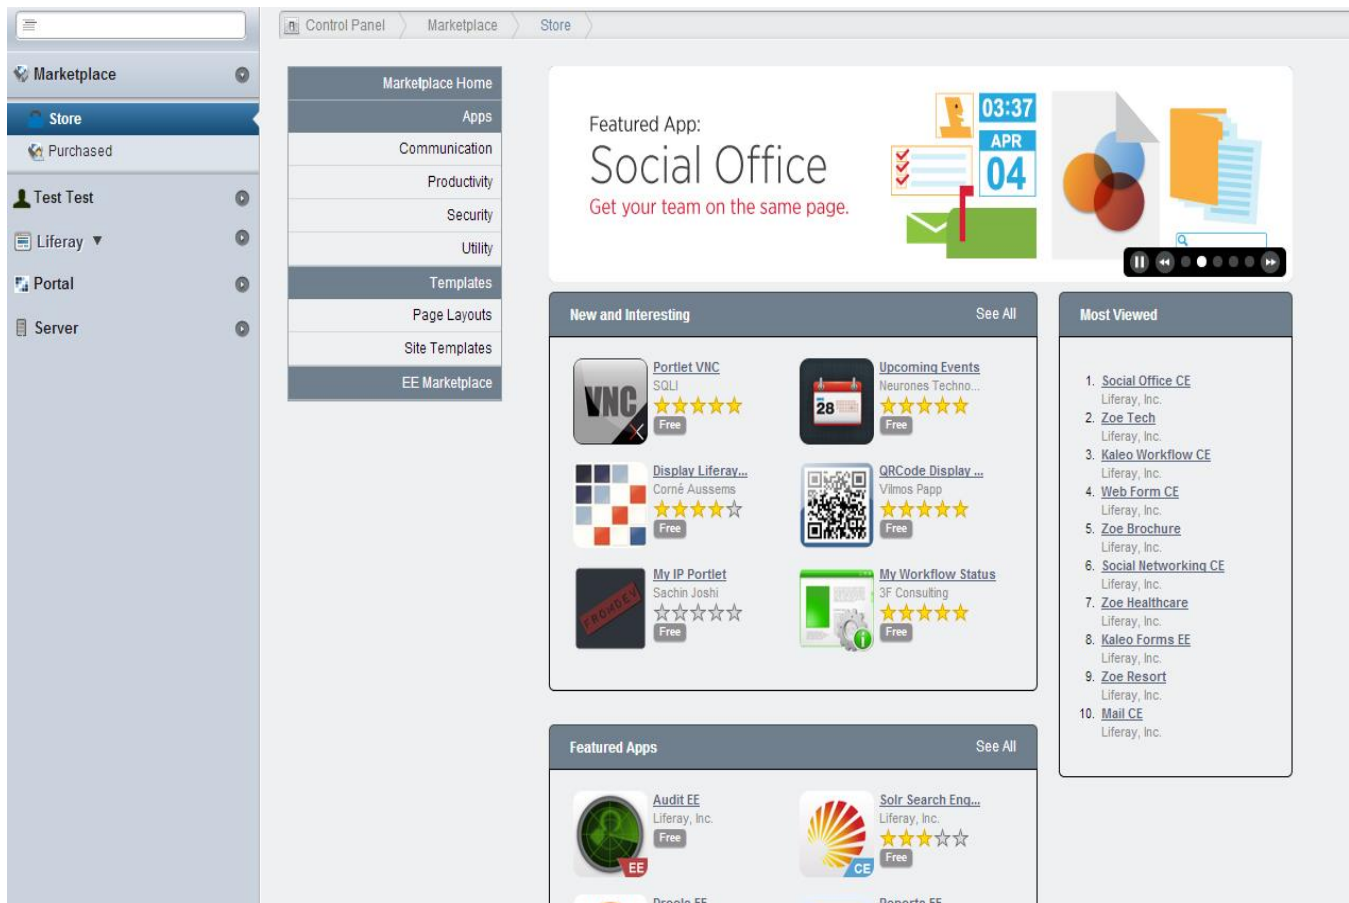 Control Panel Marketplace Store
Marketplace
Store
Purchased
Test Test
Liferay ▼
Portal
Server
Marketplace Home
Apps
Communication
Productivity
Security
Utility
Templates
Page Layouts
Site Templates
EE Marketplace
Featured App:
Social Office
Get your team on the same page.
03:37
APR
04
New and Interesting See All
Portlet VNC
SQLI
Free
VNC
Upcoming Events
Neurones Techno...
Free
28
Display Liferay...
Corné Aussems
Free
QRCode Display ...
Vilmos Papp
Free
My IP Portlet
Sachin Joshi
Free
FROMDEV
My Workflow Status
3F Consulting
Free
Most Viewed
1. Social Office CE
Liferay, Inc.
2. Zoe Tech
Liferay, Inc.
3. Kaleo Workflow CE
Liferay, Inc.
4. Web Form CE
Liferay, Inc.
5. Zoe Brochure
Liferay, Inc.
6. Social Networking CE
Liferay, Inc.
7. Zoe Healthcare
Liferay, Inc.
8. Kaleo Forms EE
Liferay, Inc.
9. Zoe Resort
Liferay, Inc.
10. Mail CE
Liferay, Inc.
Featured Apps See All
Audit EE
Liferay, Inc.
Free
EE
Solr Search Eng...
Liferay, Inc.
Free
CE